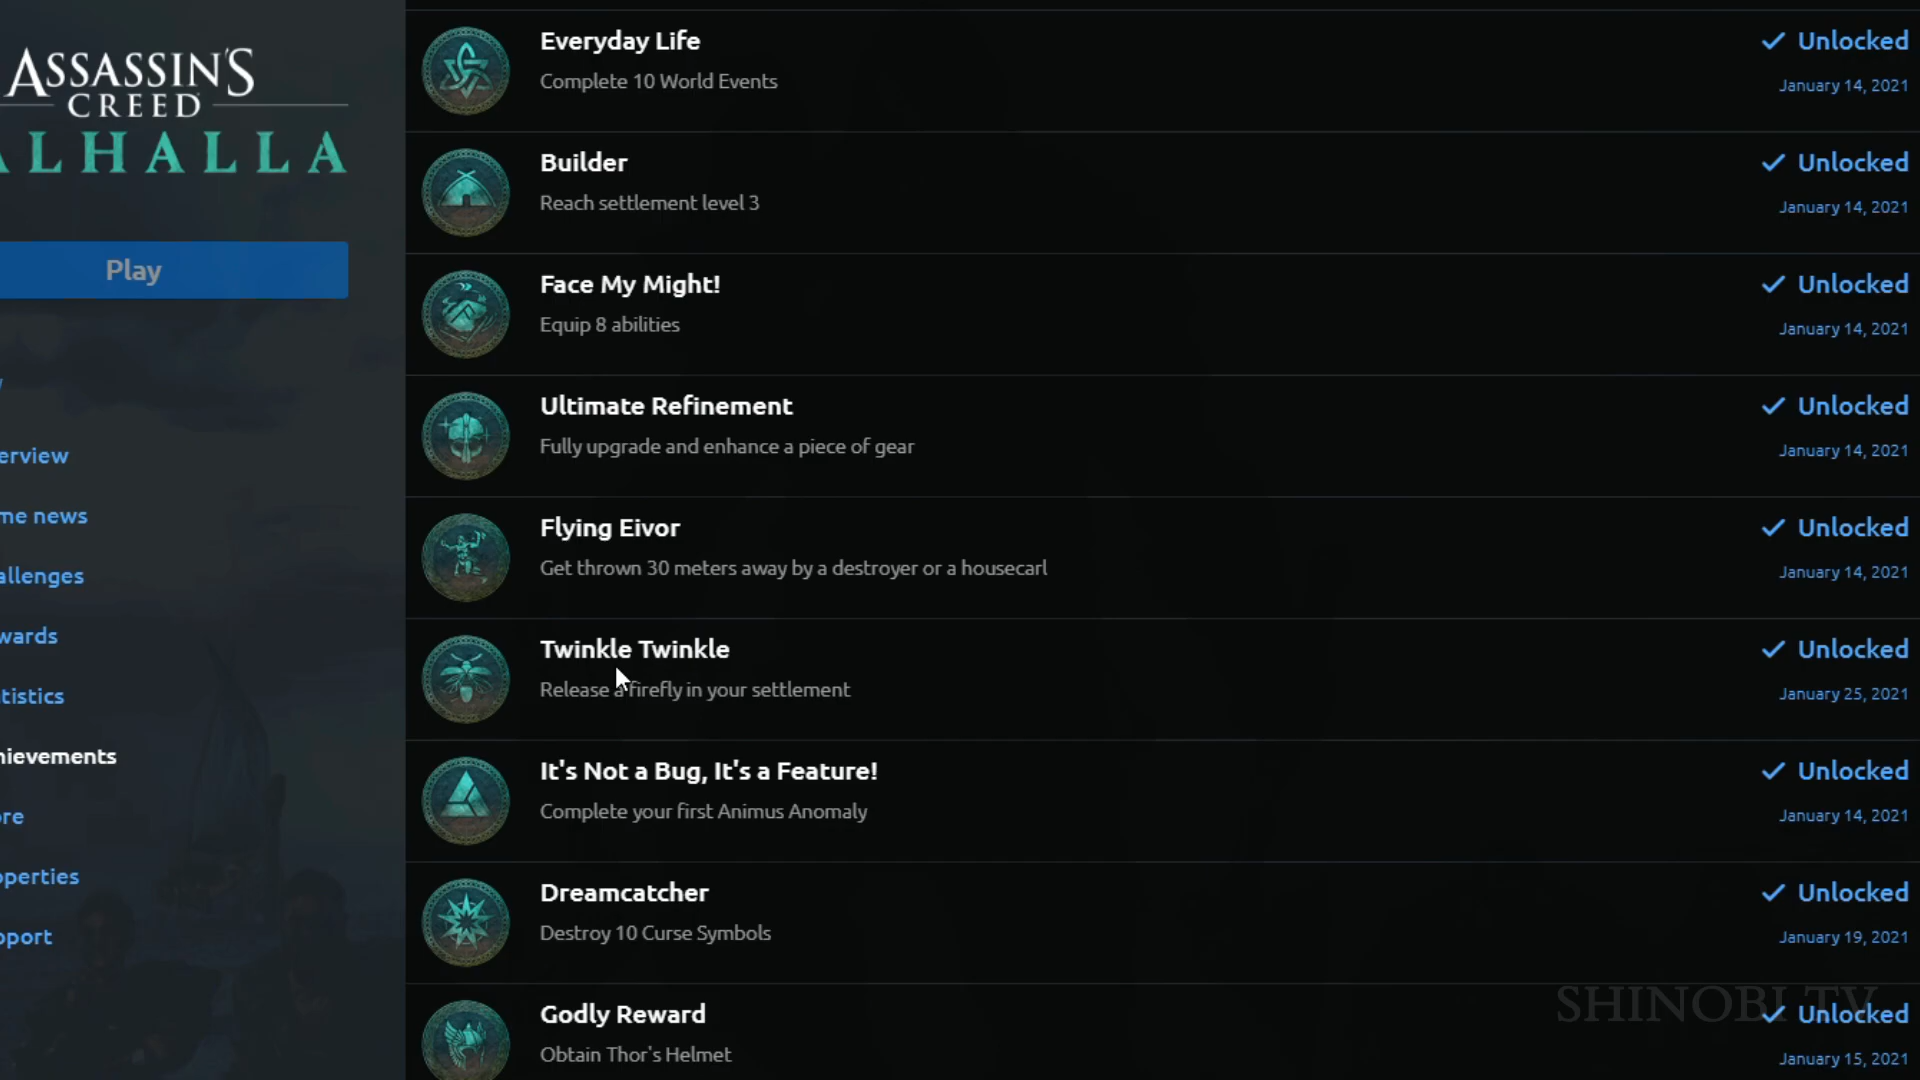 ASSASSIN'S
CREED
ALHALLA
Play
erview
me news
allenges
wards
tistics
hievements
ore
operties
pport
Everyday Life
Complete 10 World Events
Unlocked
January 14, 2021
Builder
Reach settlement level 3
Unlocked
January 14, 2021
Face My Might!
Equip 8 abilities
Unlocked
January 14, 2021
Ultimate Refinement
Fully upgrade and enhance a piece of gear
Unlocked
January 14, 2021
Flying Eivor
Get thrown 30 meters away by a destroyer or a housecarl
Unlocked
January 14, 2021
Twinkle Twinkle
Release a firefly in your settlement
Unlocked
January 25, 2021
It's Not a Bug, It's a Feature!
Complete your first Animus Anomaly
Unlocked
January 14, 2021
Dreamcatcher
Destroy 10 Curse Symbols
Unlocked
January 19, 2021
Godly Reward
Obtain Thor's Helmet
Unlocked
January 15, 2021
SHINOBI TV